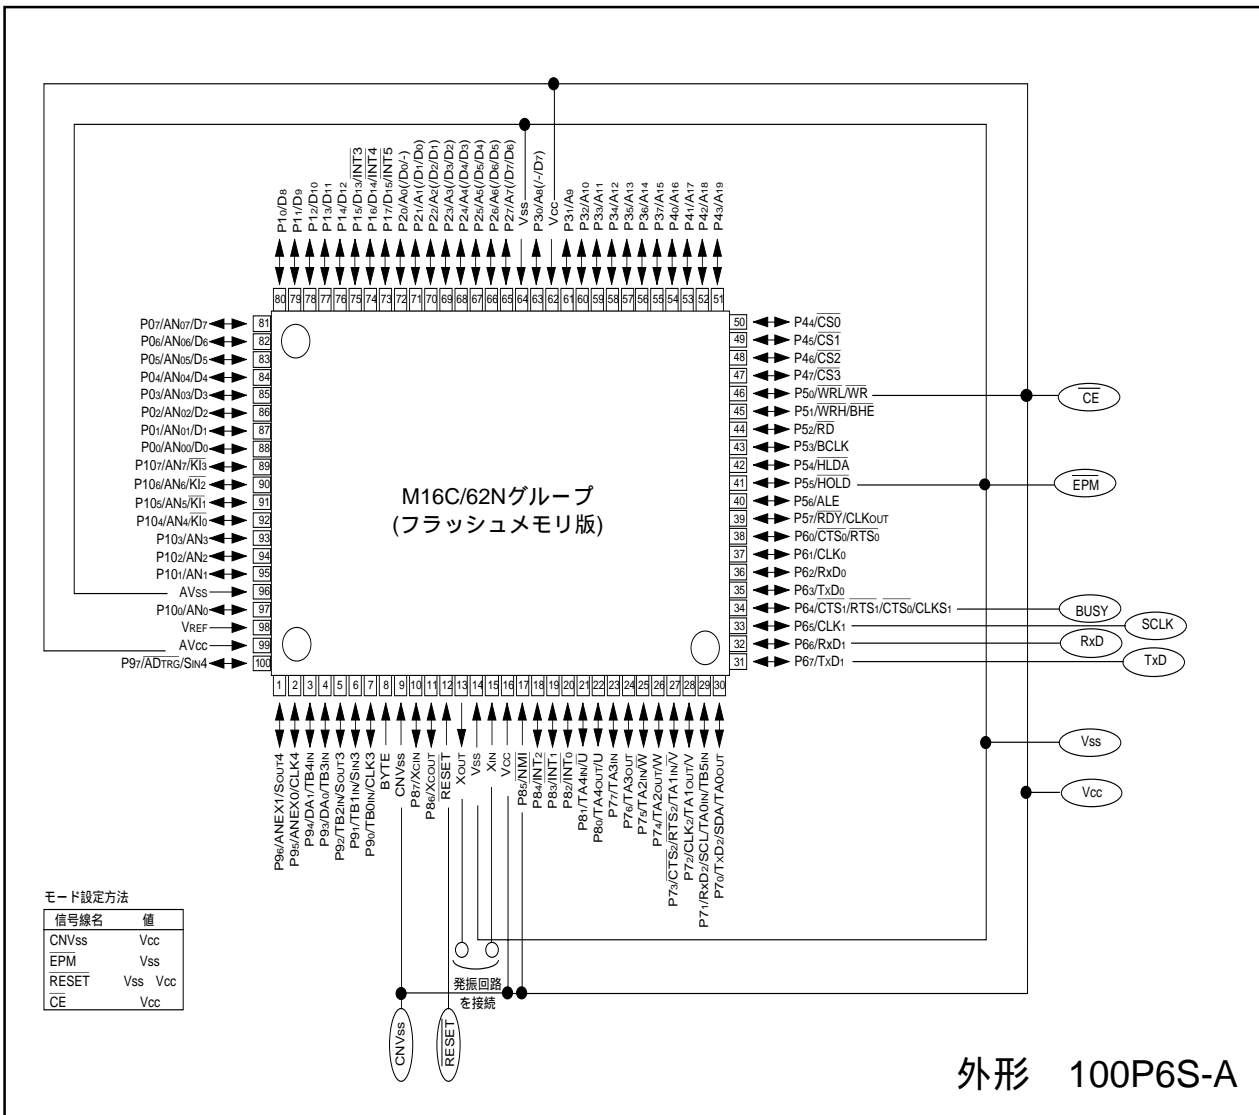 P10/D8
P11/D9
P12/D10
P13/D11
P14/D12
P15/D13/INT3
P16/D14/INT4
P17/D15/INT5
P20/A0(/D0/-)
P21/A1(/D1/D0)
P22/A2(/D2/D1)
P23/A3(/D3/D2)
P24/A4(/D4/D3)
P25/A5(/D5/D4)
P26/A6(/D6/D5)
P27/A7(/D7/D6)
Vss
P30/A8(/-/D7)
Vcc
P31/A9
P32/A10
P33/A11
P34/A12
P35/A13
P36/A14
P37/A15
P40/A16
P41/A17
P42/A18
P43/A19
80 79 78 77 76 75 74 73 72 71 70 69 68 67 66 65 64 63 62 61 60 59 58 57 56 55 54 53 52 51
P07/AN07/D7 81
P06/AN06/D6 82
P05/AN05/D5 83
P04/AN04/D4 84
P03/AN03/D3 85
P02/AN02/D2 86
P01/AN01/D1 87
P00/AN00/D0 88
P107/AN7/KI3 89
P106/AN6/KI2 90
P105/AN5/KI1 91
P104/AN4/KI0 92
P103/AN3 93
P102/AN2 94
P101/AN1 95
AVss 96
P100/AN0 97
VREF 98
AVcc 99
P97/ADTRG/SIN4 100
M16C/62Nグループ
(フラッシュメモリ版)
50 P44/CS0
49 P45/CS1
48 P46/CS2
47 P47/CS3
46 P50/WRL/WR
45 P51/WRH/BHE
44 P52/RD
43 P53/BCLK
42 P54/HLDA
41 P55/HOLD
40 P56/ALE
39 P57/RDY/CLKOUT
38 P60/CTS0/RTS0
37 P61/CLK0
36 P62/RxD0
35 P63/TxD0
34 P64/CTS1/RTS1/CTS0/CLKS1
33 P65/CLK1
32 P66/RxD1
31 P67/TxD1
CE
EPM
BUSY
SCLK
RxD
TxD
Vss
Vcc
1 2 3 4 5 6 7 8 9 10 11 12 13 14 15 16 17 18 19 20 21 22 23 24 25 26 27 28 29 30
P96/ANEX1/SOUT4
P95/ANEX0/CLK4
P94/DA1/TB4IN
P93/DA0/TB3IN
P92/TB2IN/SOUT3
P91/TB1IN/SIN3
P90/TB0IN/CLK3
BYTE
CNVss
P87/XCIN
P86/XCOUT
RESET
XOUT
Vss
XIN
Vcc
P85/NMI
P84/INT2
P83/INT1
P82/INT0
P81/TA4IN/U
P80/TA4OUT/U
P77/TA3IN
P76/TA3OUT
P75/TA2IN/W
P74/TA2OUT/W
P73/CTS2/RTS2/TA1IN/V
P72/CLK2/TA1OUT/V
P71/RxD2/SCL/TA0IN/TB5IN
P70/TxD2/SDA/TA0OUT
モード設定方法
信号線名 値
CNVss Vcc
EPM Vss
RESET Vss Vcc
CE Vcc
発振回路
を接続
CNVss
RESET
外形 100P6S-A